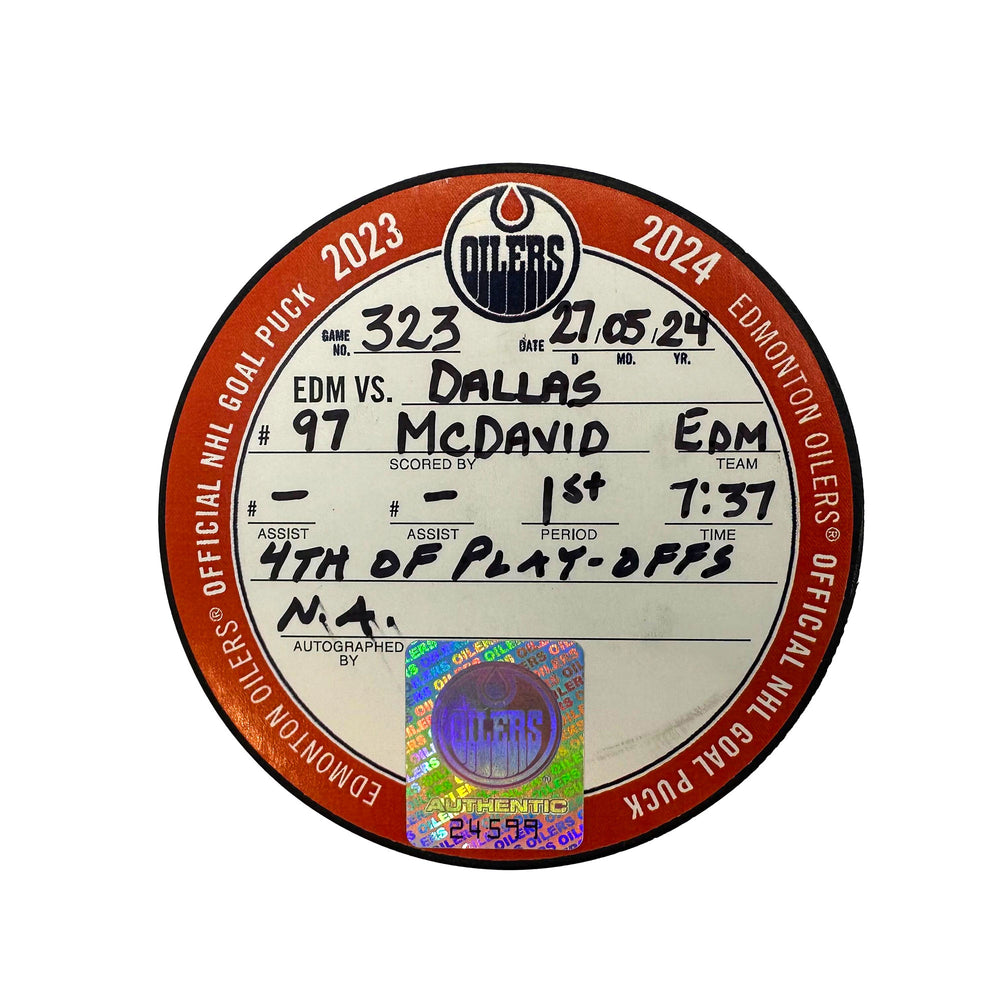 2023
2024
EDMONTON OILERS® OFFICIAL NHL GOAL PUCK
EDMONTON OILERS® OFFICIAL NHL GOAL PUCK
OILERS
GAME NO. 323 DATE 27/05/24
D MO. YR.
EDM VS. DALLAS
# 97 MCDAVID EDM
SCORED BY TEAM
# - # - 1st 7:37
ASSIST ASSIST PERIOD TIME
4TH OF PLAY-OFFS
N.A.
AUTOGRAPHED BY
OILERS
AUTHENTIC
24599